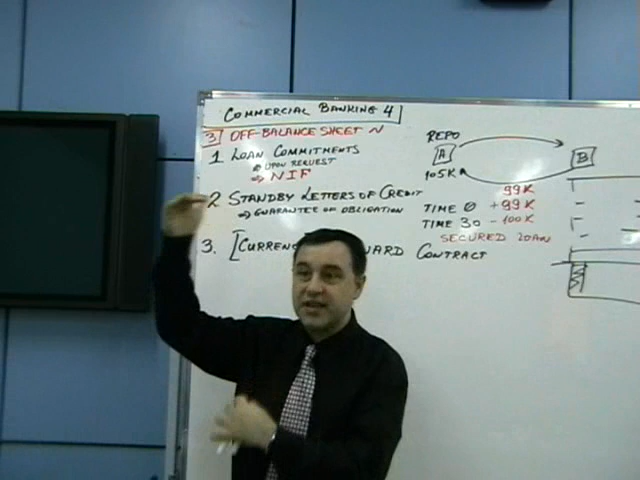 COMMERCIAL BANKING 4
3 OFF-BALANCE SHEET N
1 LOAN COMMITMENTS
UPON REQUEST
⇒ NIF
2 STANDBY LETTERS OF CREDIT
⇒ GUARANTEE OF OBLIGATION
3. [CURRENC WARD CONTRACT
REPO
A B
105K
99K
TIME 0 +99K
TIME 30 -100K
SECURED LOAN